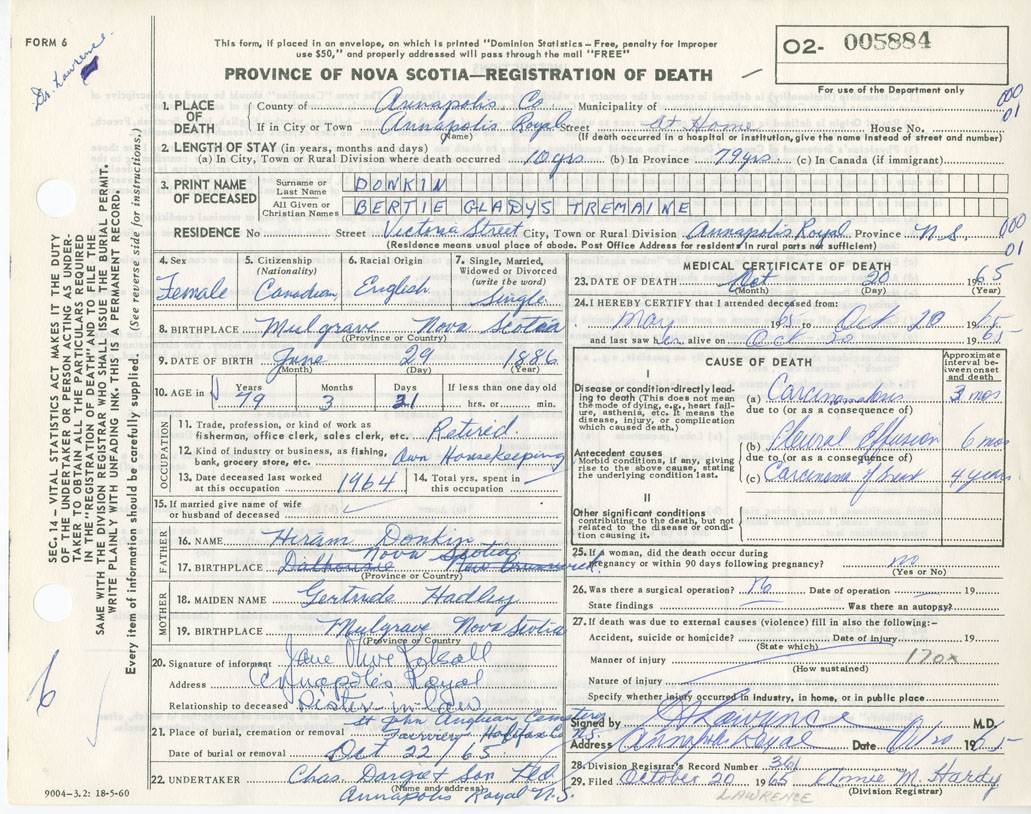 FORM 6
Dr. Lawrence
This form, if placed in an envelope, on which is printed "Dominion Statistics – Free, penalty for improper
use $50," and properly addressed will pass through the mail "FREE"
PROVINCE OF NOVA SCOTIA—REGISTRATION OF DEATH
O2- 005884
For use of the Department only
000
01
SEC. 14 – VITAL STATISTICS ACT MAKES IT THE DUTY
OF THE UNDERTAKER OR PERSON ACTING AS UNDER-
TAKER TO OBTAIN ALL THE PARTICULARS REQUIRED
IN THE "REGISTRATION OF DEATH" AND TO FILE THE
SAME WITH THE DIVISION REGISTRAR WHO SHALL ISSUE THE BURIAL PERMIT.
WRITE PLAINLY WITH UNFADING INK. THIS IS A PERMANENT RECORD.
Every item of information should be carefully supplied. (See reverse side for instructions.)
1. PLACE OF DEATH County of Annapolis Co Municipality of
If in City or Town Annapolis Royal Street at Home House No.
(Name) (If death occurred in a hospital or institution, give the name instead of street and number)
2. LENGTH OF STAY (in years, months and days)
(a) In City, Town or Rural Division where death occurred 10 yrs (b) In Province 79 yrs. (c) In Canada (if immigrant)
3. PRINT NAME OF DECEASED Surname or Last Name DONKIN
All Given or Christian Names BERTIE GLADYS TREMAINE
RESIDENCE No Street Victoria Street City, Town or Rural Division Annapolis Royal Province N.S. 000
01
(Residence means usual place of abode. Post Office Address for residents in rural parts not sufficient)
4. Sex Female
5. Citizenship (Nationality) Canadian
6. Racial Origin English
7. Single, Married, Widowed or Divorced (write the word) Single
8. BIRTHPLACE Mulgrave Nova Scotia
(Province or Country)
9. DATE OF BIRTH June 29 1886
(Month) (Day) (Year)
10. AGE in Years 79 Months 3 Days 21 If less than one day old hrs. or min.
OCCUPATION
11. Trade, profession, or kind of work as
fisherman, office clerk, sales clerk, etc. Retired.
12. Kind of industry or business, as fishing,
bank, grocery store, etc. Own Housekeeping
13. Date deceased last worked
at this occupation 1964
14. Total yrs. spent in
this occupation
15. If married give name of wife
or husband of deceased
FATHER
16. NAME Hiram Donkin
Nova Scotia
17. BIRTHPLACE Dalhousie New Brunswick
(Province or Country)
MOTHER
18. MAIDEN NAME Gertrude Hadley
19. BIRTHPLACE Mulgrave Nova Scotia
(Province or Country)
20. Signature of informant Jane Olive
Address Annapolis Royal
Relationship to deceased Sister-in-law
St John Anglican Cemetery
21. Place of burial, cremation or removal Fairview Halifax Co N.S.
Date of burial or removal Oct 22/65
22. UNDERTAKER Chas. Dargie & Son Ltd.
(Name and address)
Annapolis Royal N.S.
9004-3.2: 18-5-60
MEDICAL CERTIFICATE OF DEATH
23. DATE OF DEATH Oct 20 1965
(Month) (Day) (Year)
24. I HEREBY CERTIFY that I attended deceased from:
May 1965 to Oct 20 1965
and last saw her alive on Oct 20 1965
CAUSE OF DEATH
Approximate interval between onset and death
I
Disease or condition directly leading to death (This does not mean the mode of dying, e.g., heart failure, asthenia, etc. It means the disease, injury, or complication which caused death.)
(a) Carcinomatosis 3 mos
due to (or as a consequence of)
Antecedent causes
Morbid conditions, if any, giving rise to the above cause, stating the underlying condition last.
(b) Pleural Effusion 6 mos
due to (or as a consequence of)
(c) Carcinoma of breast 4 years
II
Other significant conditions
contributing to the death, but not related to the disease or condition causing it.
25. If a woman, did the death occur during
pregnancy or within 90 days following pregnancy? no
(Yes or No)
26. Was there a surgical operation? No Date of operation 19
State findings Was there an autopsy?
27. If death was due to external causes (violence) fill in also the following:-
Accident, suicide or homicide? Date of injury 19
(State which)
Manner of injury 170x
(How sustained)
Nature of injury
Specify whether injury occurred in industry, in home, or in public place
Signed by Lawrence M.D.
Address Annapolis Royal Date 1965
28. Division Registrar's Record Number 361
29. Filed October 20 1965 Annie M. Hardy
(Division Registrar)
LAWRENCE